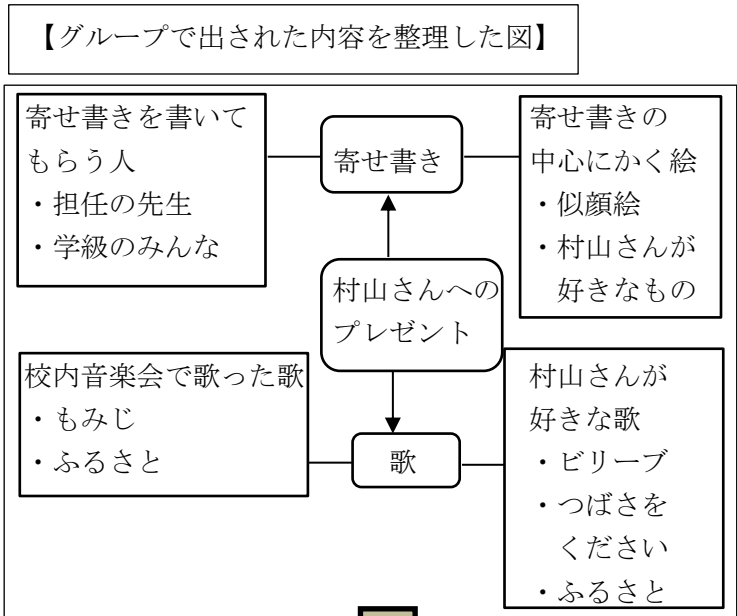 【グループで出された内容を整理した図】
寄せ書きを書いて
もらう人
・担任の先生
・学級のみんな
寄せ書き
寄せ書きの
中心にかく絵
・似顔絵
・村山さんが
好きなもの
村山さんへの
プレゼント
校内音楽会で歌った歌
・もみじ
・ふるさと
歌
村山さんが
好きな歌
・ビリーブ
・つばさを
ください
・ふるさと